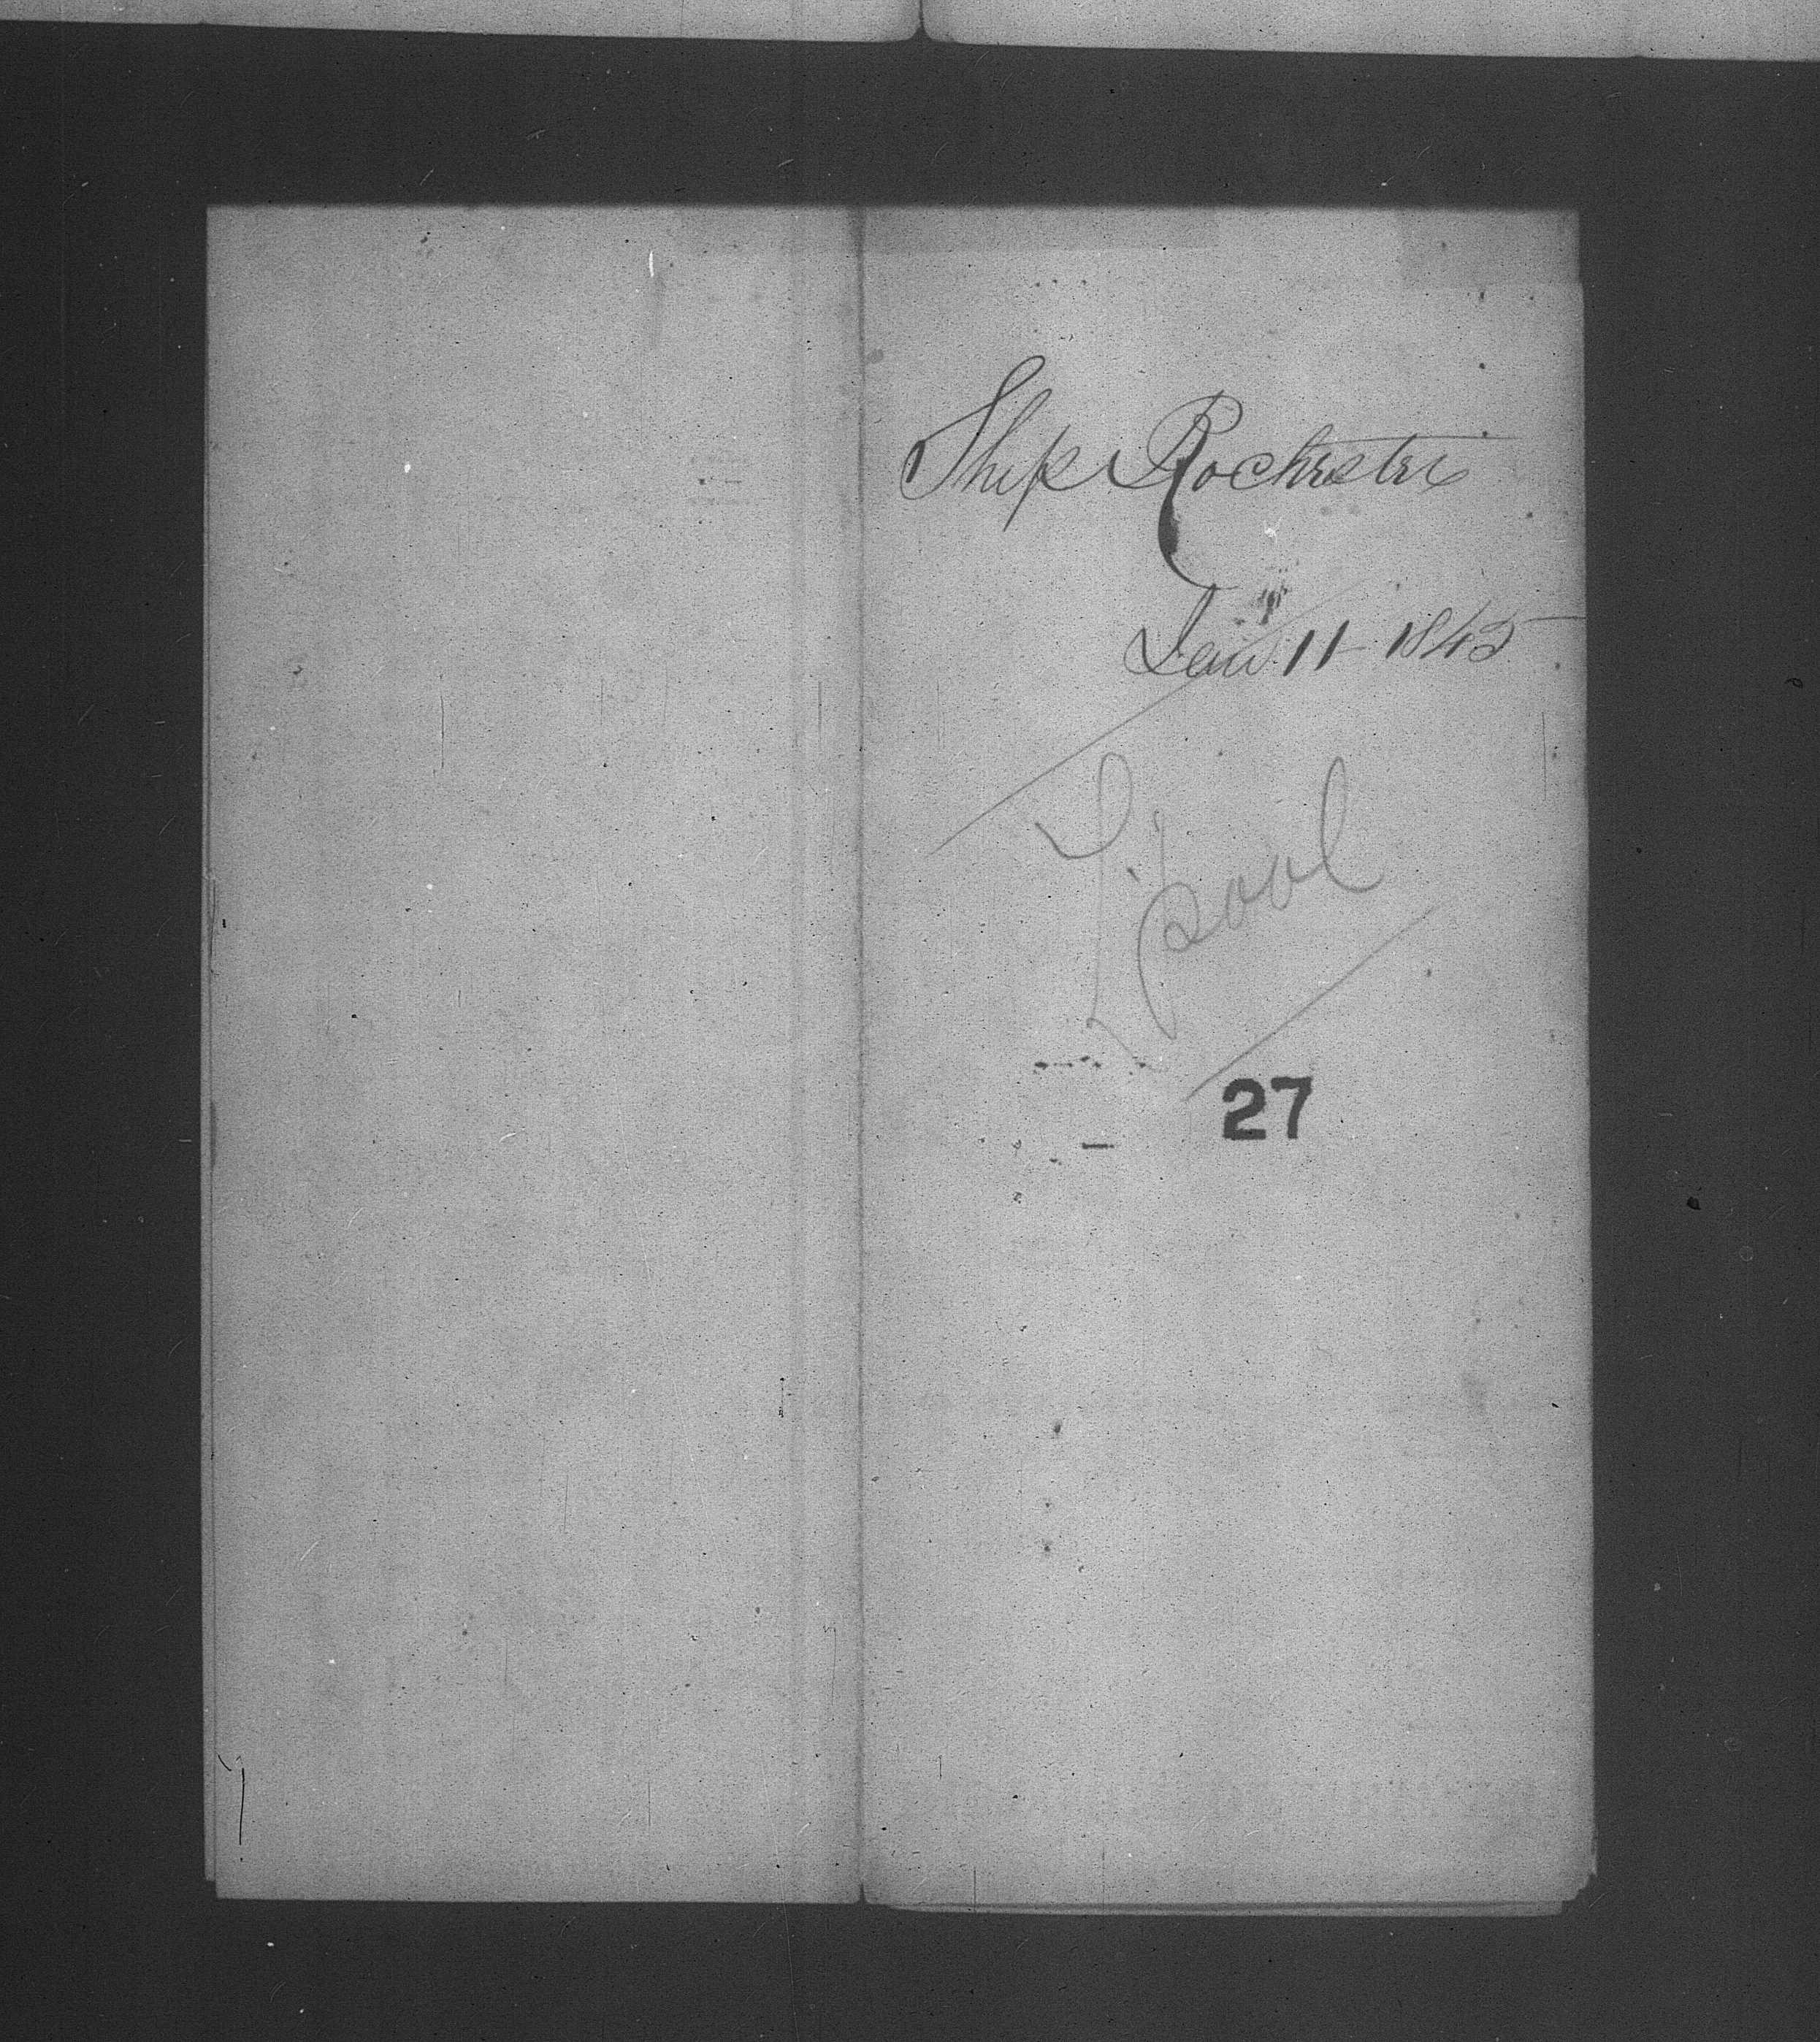 Ship Rochester
Jan 11 1845
L'pool
27